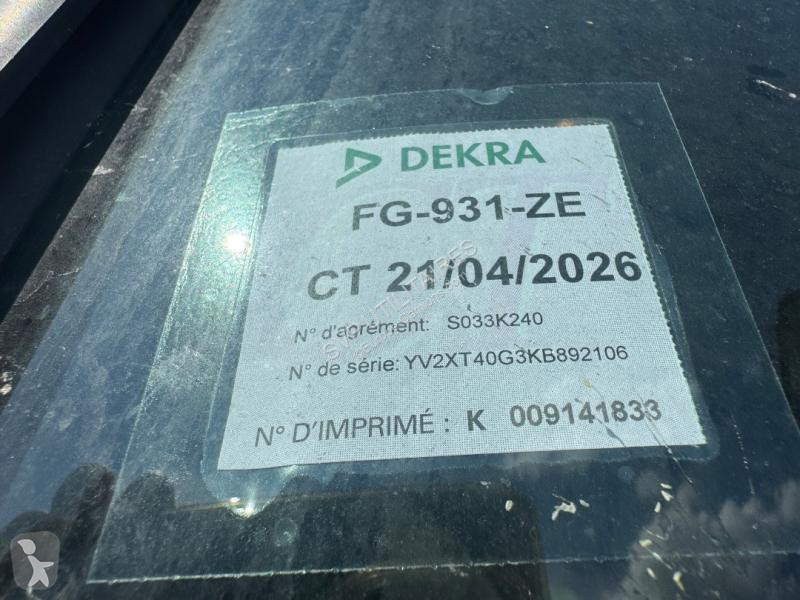 DEKRA
FG-931-ZE
CT 21/04/2026
N° d'agrément: S033K240
N° de série: YV2XT40G3KB892106
N° D'IMPRIMÉ : K 009141833